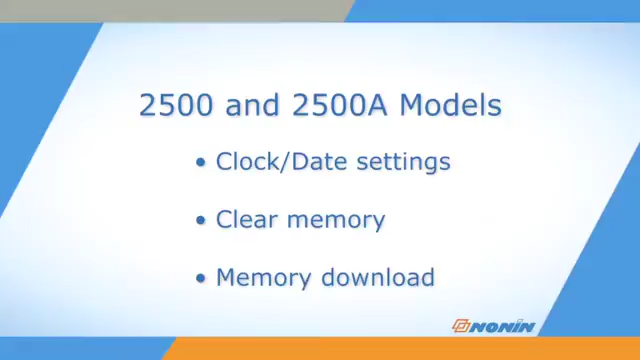 2500 and 2500A Models
• Clock/Date settings
• Clear memory
• Memory download
NONIN